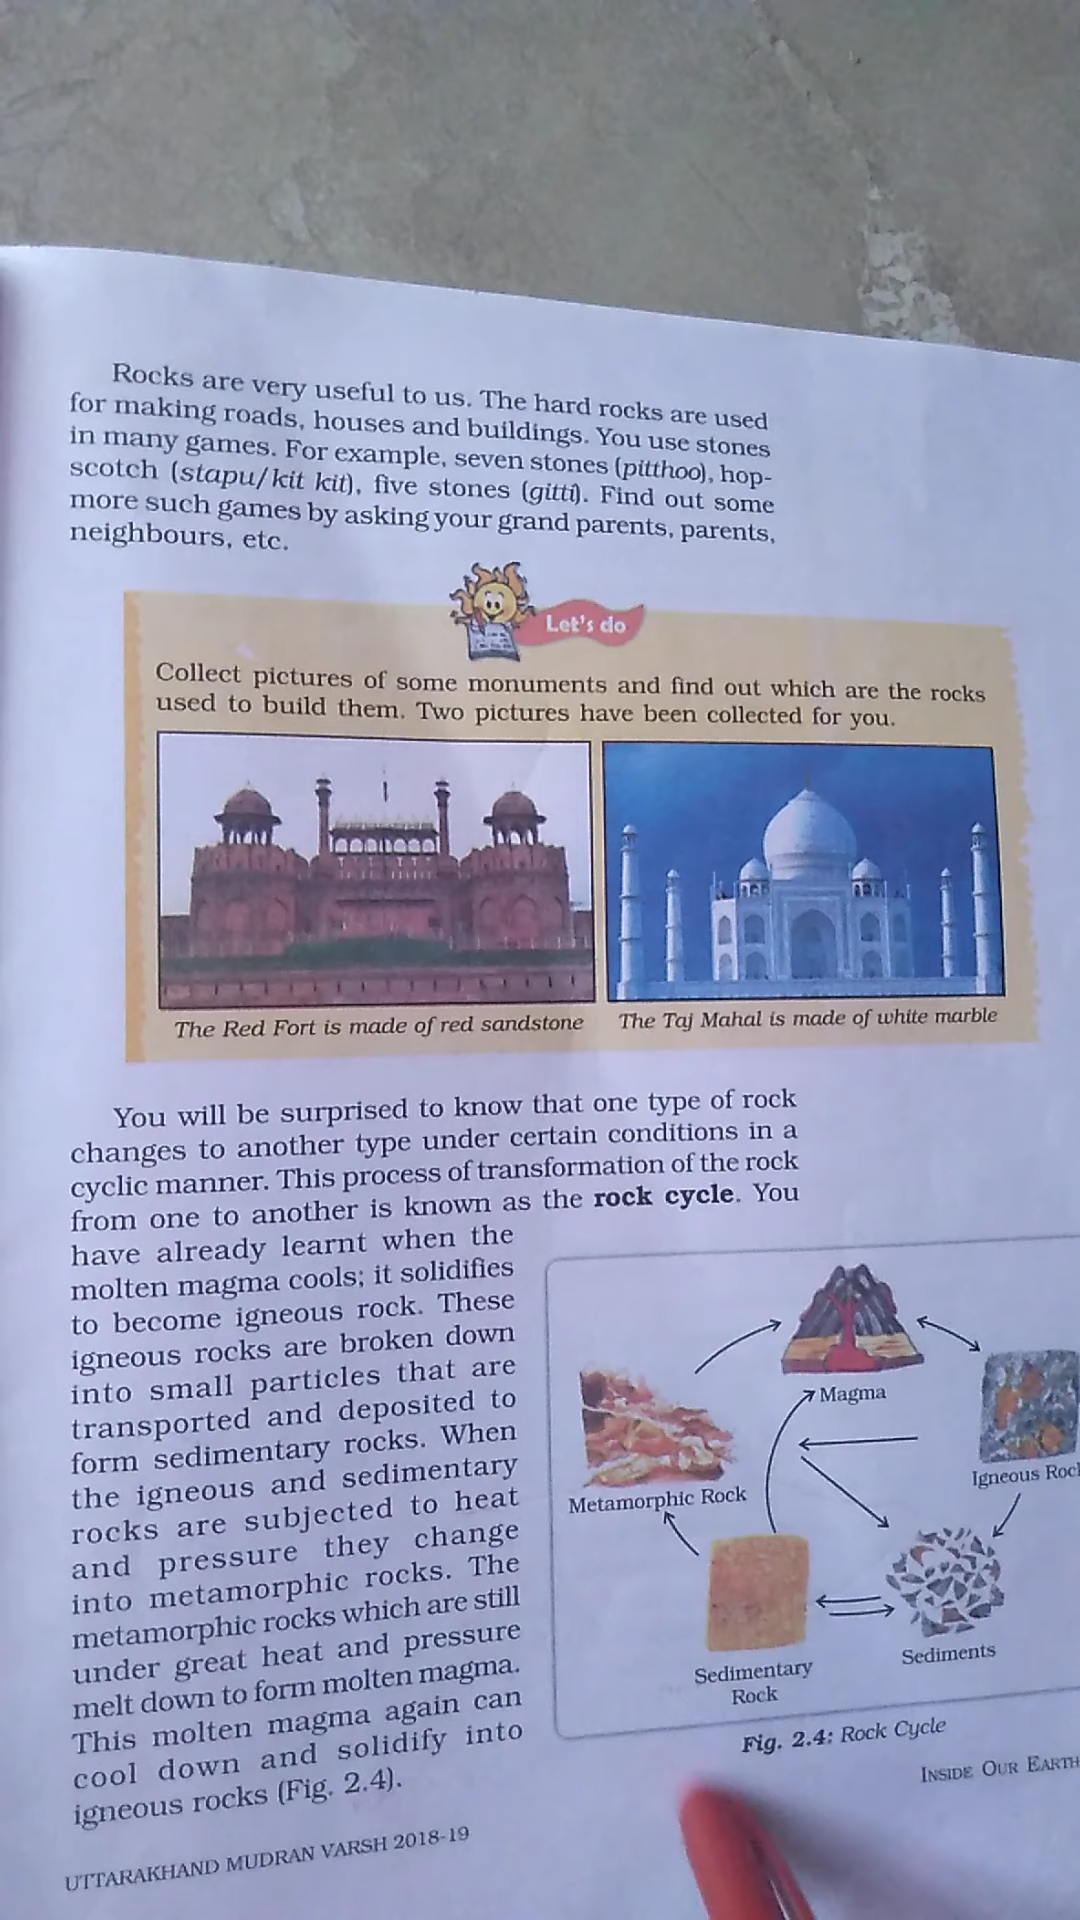 Rocks are very useful to us. The hard rocks are used
for making roads, houses and buildings. You use stones
in many games. For example, seven stones (pitthoo), hop-
scotch (stapu/kit kit), five stones (gitti). Find out some
more such games by asking your grand parents, parents,
neighbours, etc.
Let's do
Collect pictures of some monuments and find out which are the rocks
used to build them. Two pictures have been collected for you.
The Red Fort is made of red sandstone
The Taj Mahal is made of white marble
You will be surprised to know that one type of rock
changes to another type under certain conditions in a
cyclic manner. This process of transformation of the rock
from one to another is known as the rock cycle. You
have already learnt when the
molten magma cools; it solidifies
to become igneous rock. These
igneous rocks are broken down
into small particles that are
transported and deposited to
form sedimentary rocks. When
the igneous and sedimentary
rocks are subjected to heat
and pressure they change
into metamorphic rocks. The
metamorphic rocks which are still
under great heat and pressure
melt down to form molten magma.
This molten magma again can
cool down and solidify into
igneous rocks (Fig. 2.4).
Magma
Igneous Roc
Metamorphic Rock
Sediments
Sedimentary
Rock
Fig. 2.4: Rock Cycle
INSIDE OUR EARTH
UTTARAKHAND MUDRAN VARSH 2018-19